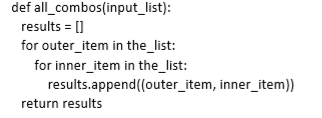 def all_combos(input_list):
results = []
for outer_item in the_list:
for inner_item in the_list:
results.append((outer_item, inner_item))
return results